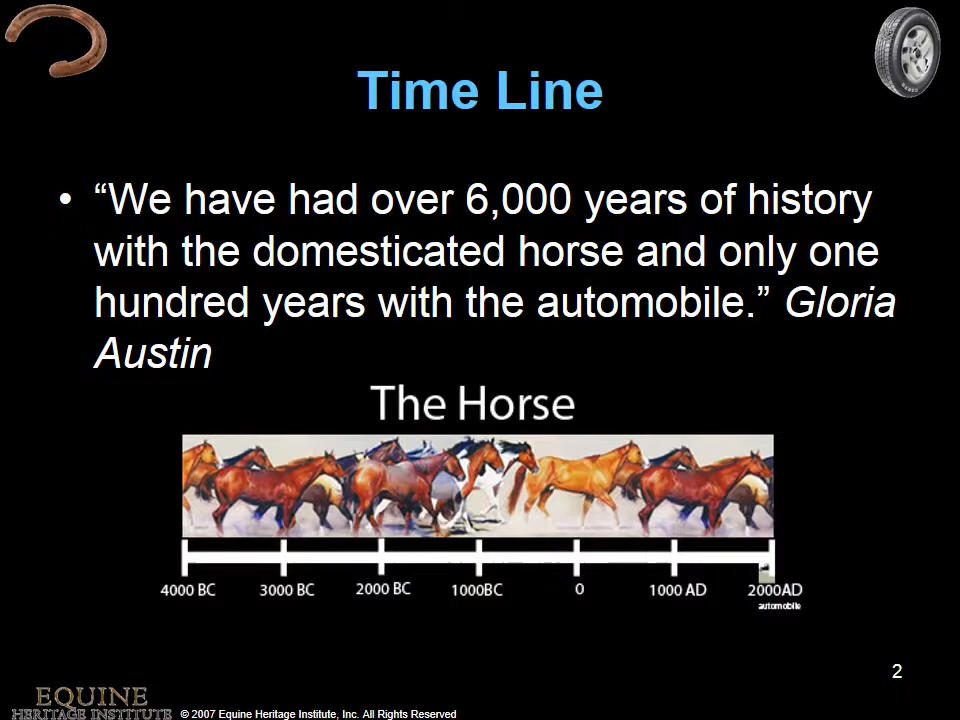 Time Line
• “We have had over 6,000 years of history
with the domesticated horse and only one
hundred years with the automobile.” Gloria
Austin
The Horse
4000 BC 3000 BC 2000 BC 1000BC 0 1000 AD 2000AD
automobile
2
EQUINE
HERITAGE INSTITUTE © 2007 Equine Heritage Institute, Inc. All Rights Reserved